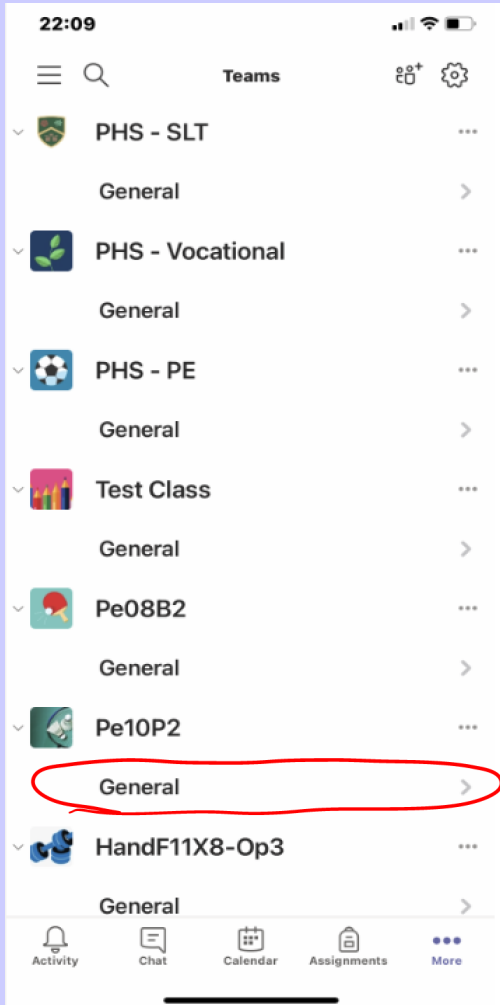 22:09
Teams
PHS - SLT
General
PHS - Vocational
General
PHS - PE
General
Test Class
General
Pe08B2
General
Pe10P2
General
HandF11X8-Op3
General
Activity Chat Calendar Assignments More